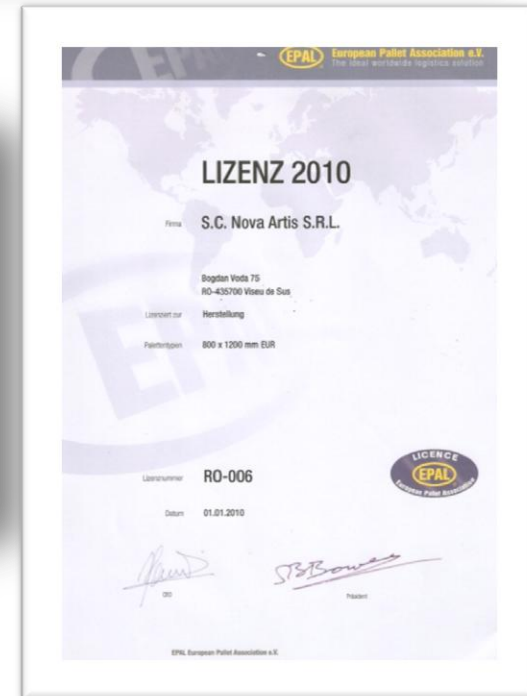 EPAL European Pallet Association e.V.
The ideal worldwide logistics solution
LIZENZ 2010
Firma S.C. Nova Artis S.R.L.
Bogdan Voda 75
RO-435700 Viseu de Sus
Lizenziert zur Herstellung
Palettentypen 800 x 1200 mm EUR
LICENCE
EPAL
European Pallet Association
Lizenznummer RO-006
Datum 01.01.2010
CEO Präsident
EPAL European Pallet Association e.V.